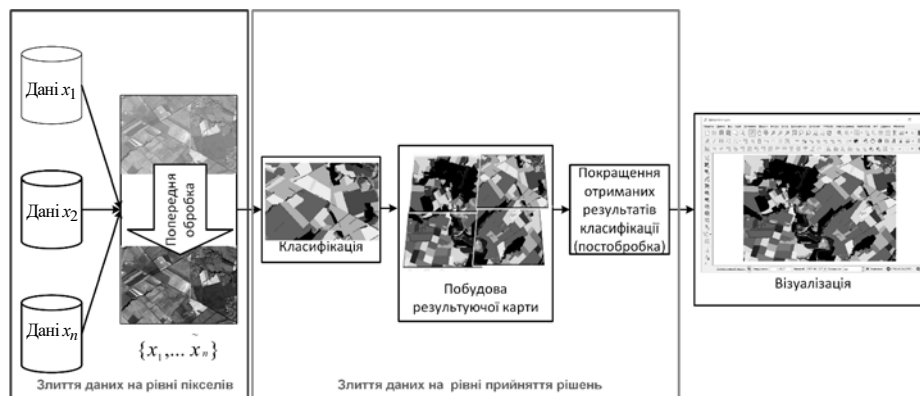 Дані x1
Дані x2
Дані xn
Попередня
обробка
{x1,... x̃n}
Злиття даних на рівні пікселів
Класифікація
Побудова
результуючої карти
Покращення
отриманих
результатів
класифікації
(постобробка)
Злиття даних на рівні прийняття рішень
Візуалізація